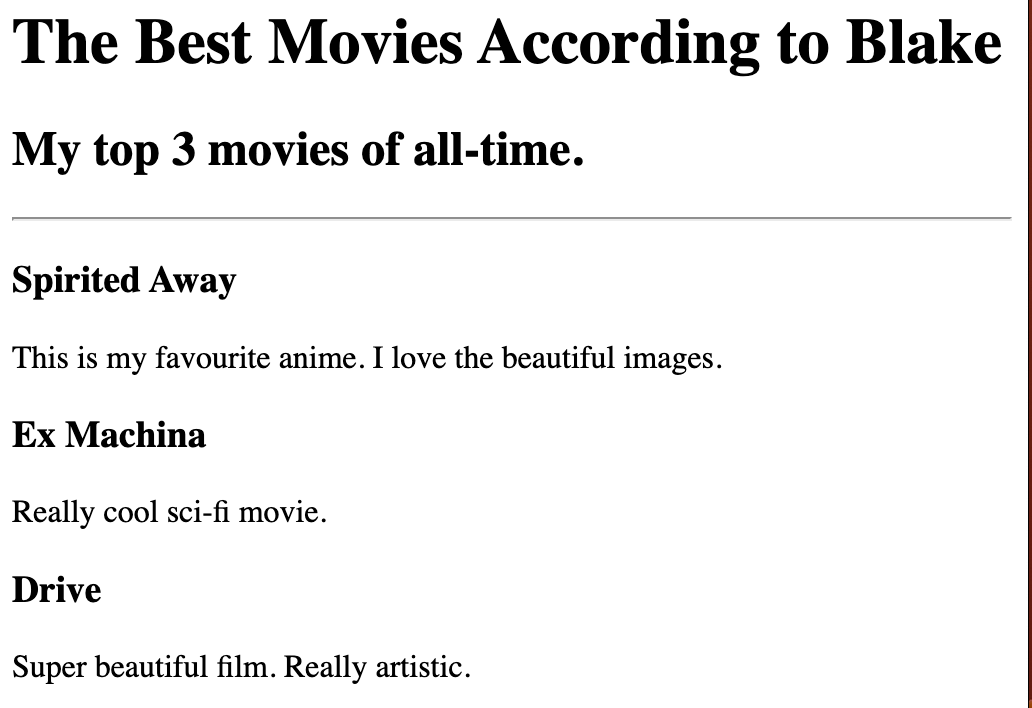 The Best Movies According to Blake
My top 3 movies of all-time.
Spirited Away
This is my favourite anime. I love the beautiful images.
Ex Machina
Really cool sci-fi movie.
Drive
Super beautiful film. Really artistic.